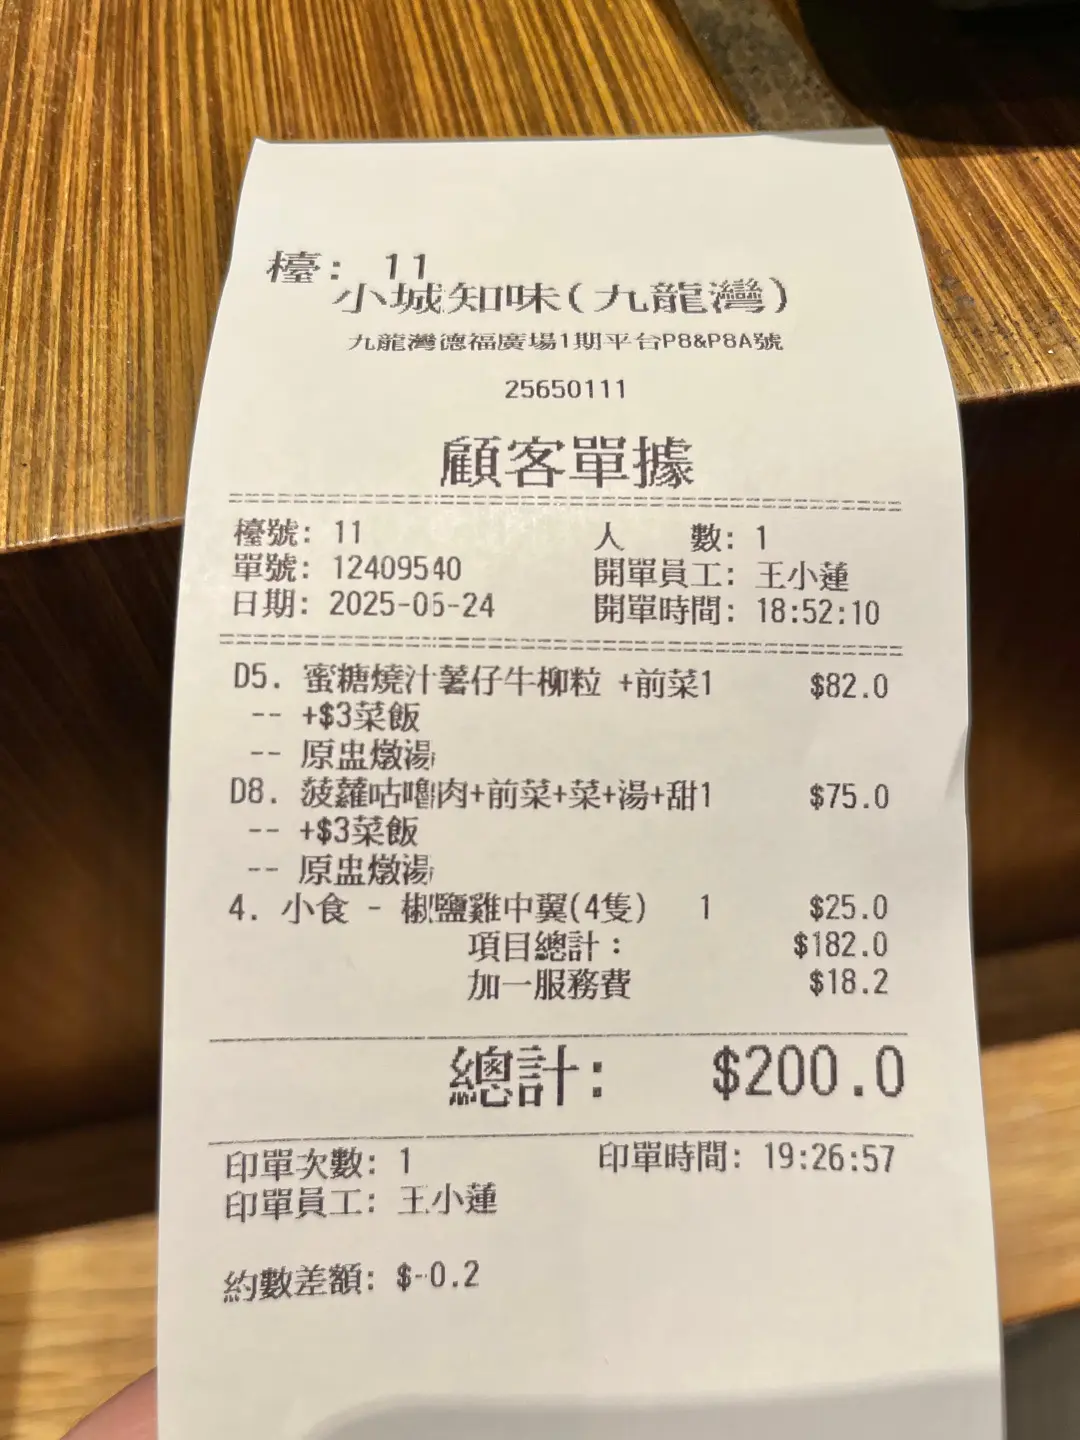 檯: 11
小城知味(九龍灣)
九龍灣德福廣場1期平台P8&P8A號
25650111
顧客單據
檯號: 11 人 數: 1
單號: 12409540 開單員工: 王小蓮
日期: 2025-06-24 開單時間: 18:52:10
D5. 蜜糖燒汁薯仔牛柳粒 +前菜1 $82.0
-- +$3菜飯
-- 原盅燉湯
D8. 菠蘿咕嚕肉+前菜+菜+湯+甜1 $75.0
-- +$3菜飯
-- 原盅燉湯
4. 小食 - 椒鹽雞中翼(4隻) 1 $25.0
項目總計: $182.0
加一服務費 $18.2
總計: $200.0
印單次數: 1 印單時間: 19:26:57
印單員工: 王小蓮
約數差額: $-0.2